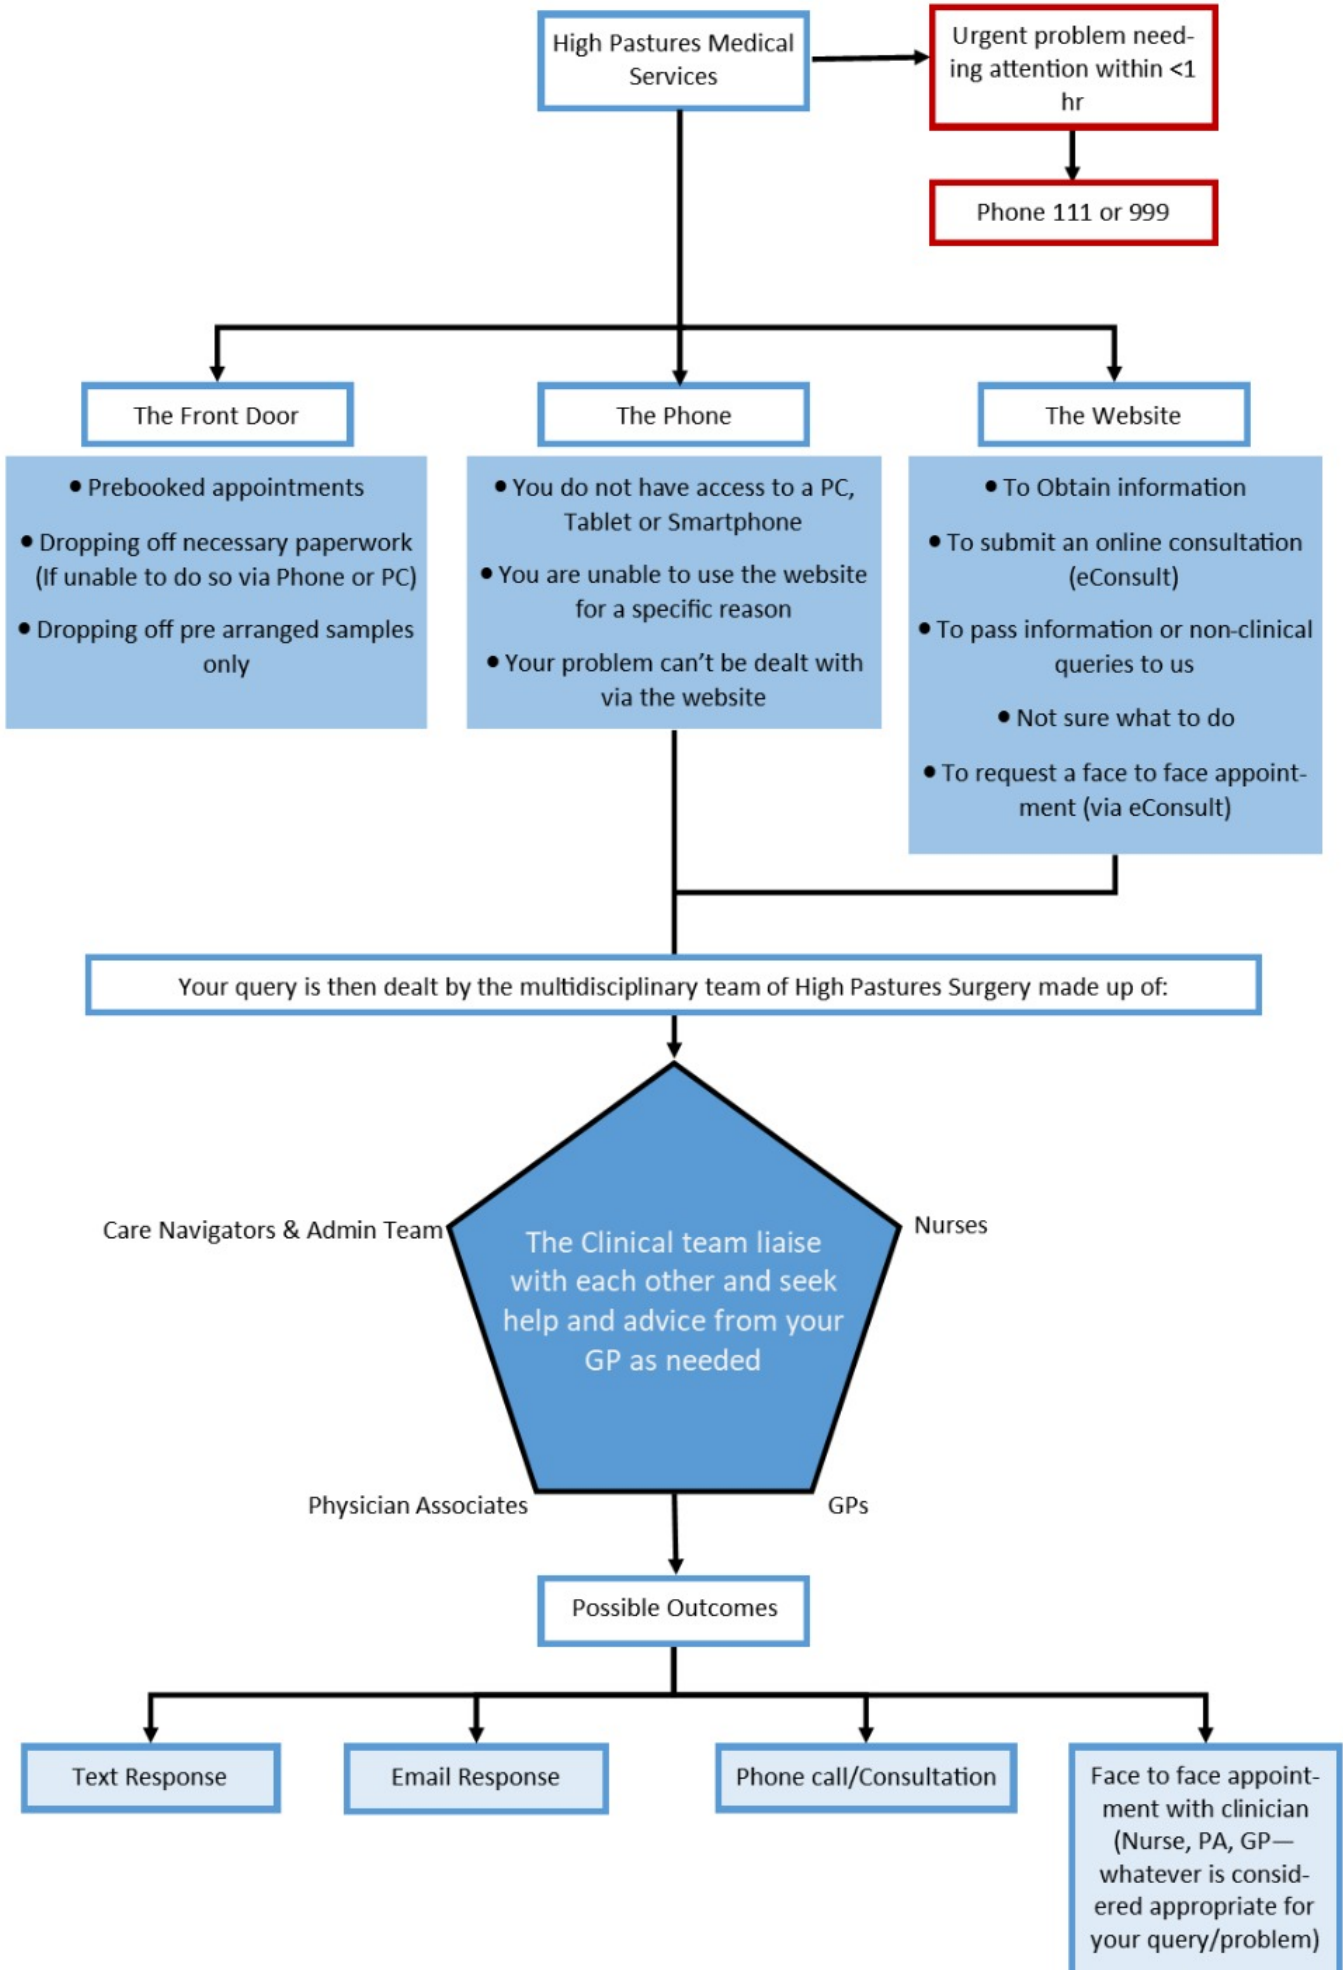 High Pastures Medical
Services
Urgent problem need-
ing attention within <1
hr
Phone 111 or 999
The Front Door
• Prebooked appointments
• Dropping off necessary paperwork
(If unable to do so via Phone or PC)
• Dropping off pre arranged samples
only
The Phone
• You do not have access to a PC,
Tablet or Smartphone
• You are unable to use the website
for a specific reason
• Your problem can't be dealt with
via the website
The Website
• To Obtain information
• To submit an online consultation
(eConsult)
• To pass information or non-clinical
queries to us
• Not sure what to do
• To request a face to face appoint-
ment (via eConsult)
Your query is then dealt by the multidisciplinary team of High Pastures Surgery made up of:
Care Navigators & Admin Team
Nurses
The Clinical team liaise
with each other and seek
help and advice from your
GP as needed
Physician Associates
GPs
Possible Outcomes
Text Response
Email Response
Phone call/Consultation
Face to face appoint-
ment with clinician
(Nurse, PA, GP—
whatever is consid-
ered appropriate for
your query/problem)